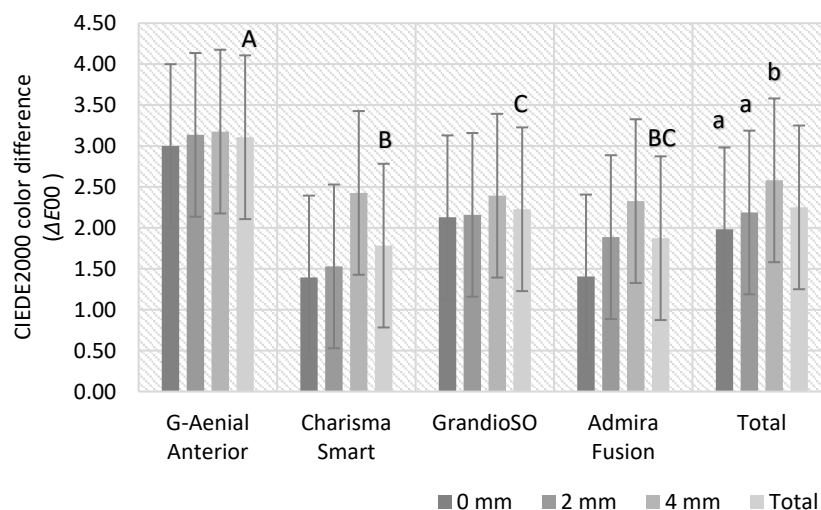 CIEDE2000 color difference
(ΔE00 )
4.50
4.00
3.50
3.00
2.50
2.00
1.50
1.00
0.50
0.00
A
B
C
BC
a
a
b
G-Aenial
Anterior
Charisma
Smart
GrandioSO
Admira
Fusion
Total
0 mm
2 mm
4 mm
Total